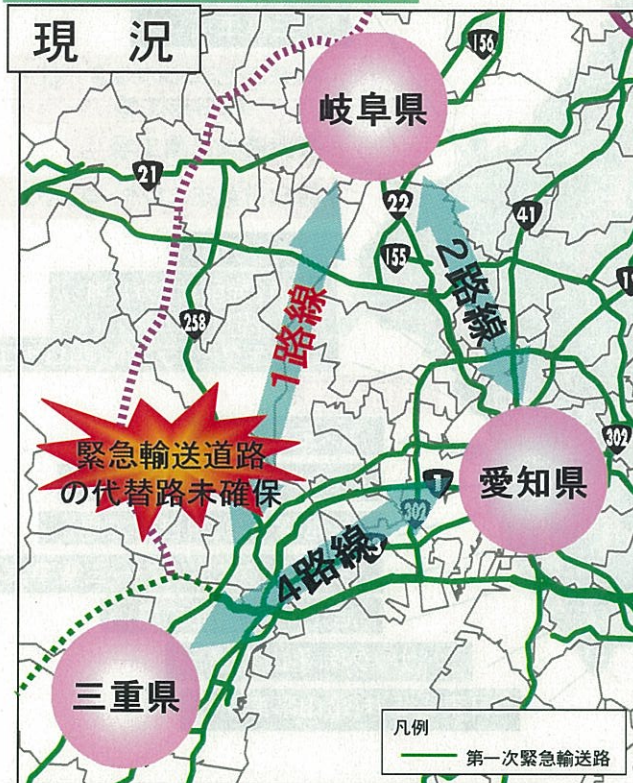 現 況
156
岐阜県
21
22
41
155
2路線
1路線
258
緊急輸送道路
の代替路未確保
302
1
302
愛知県
4路線
三重県
凡例
第一次緊急輸送路